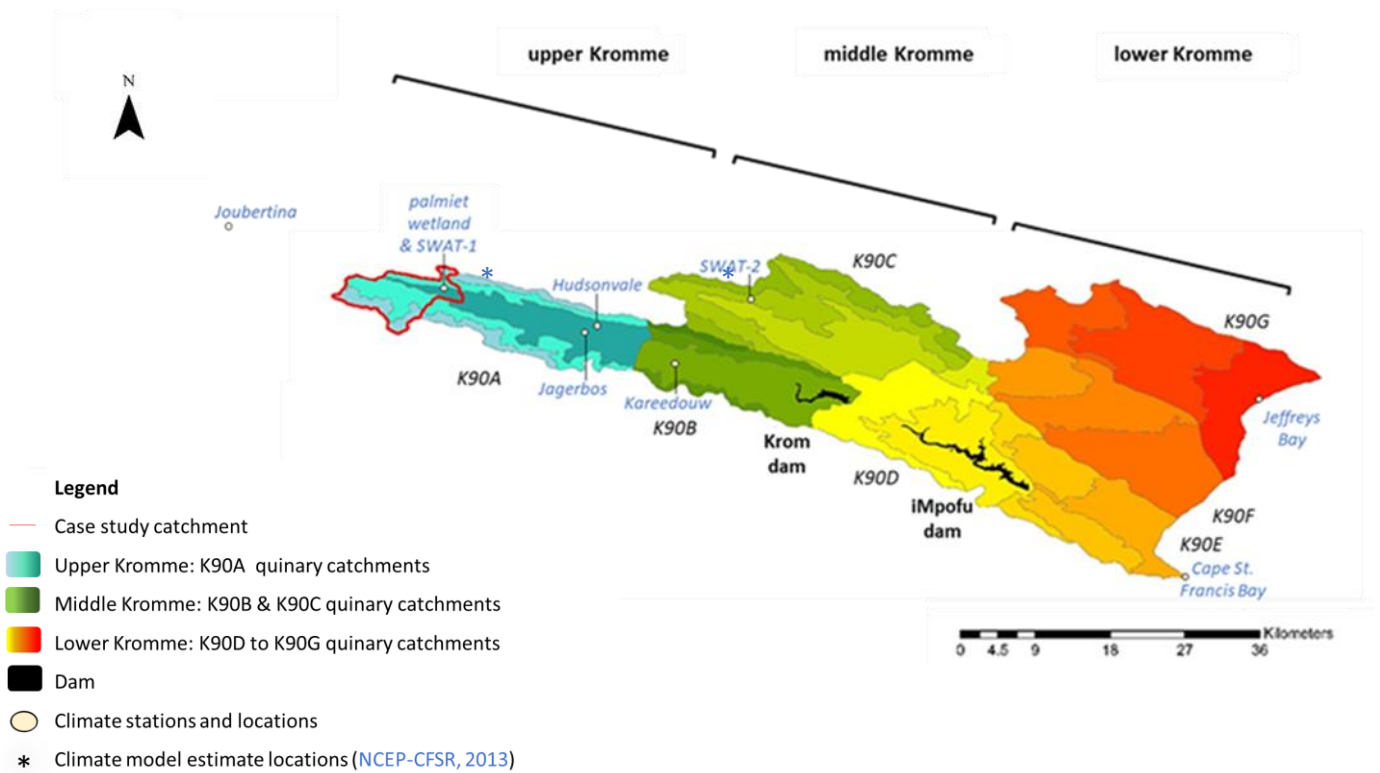 upper Kromme
middle Kromme
lower Kromme
N
Joubertina
palmiet
wetland
& SWAT-1
*
SWAT-2
*
K90C
Hudsonvale
K90G
K90A
Jagerbos
Kareedouw
K90B
Krom
dam
K90D
iMpofu
dam
Jeffreys
Bay
K90F
K90E
Cape St.
Francis Bay
Kilometers
0 4.5 9 18 27 36
Legend
Case study catchment
Upper Kromme: K90A quinary catchments
Middle Kromme: K90B & K90C quinary catchments
Lower Kromme: K90D to K90G quinary catchments
Dam
Climate stations and locations
* Climate model estimate locations (NCEP-CFSR, 2013)